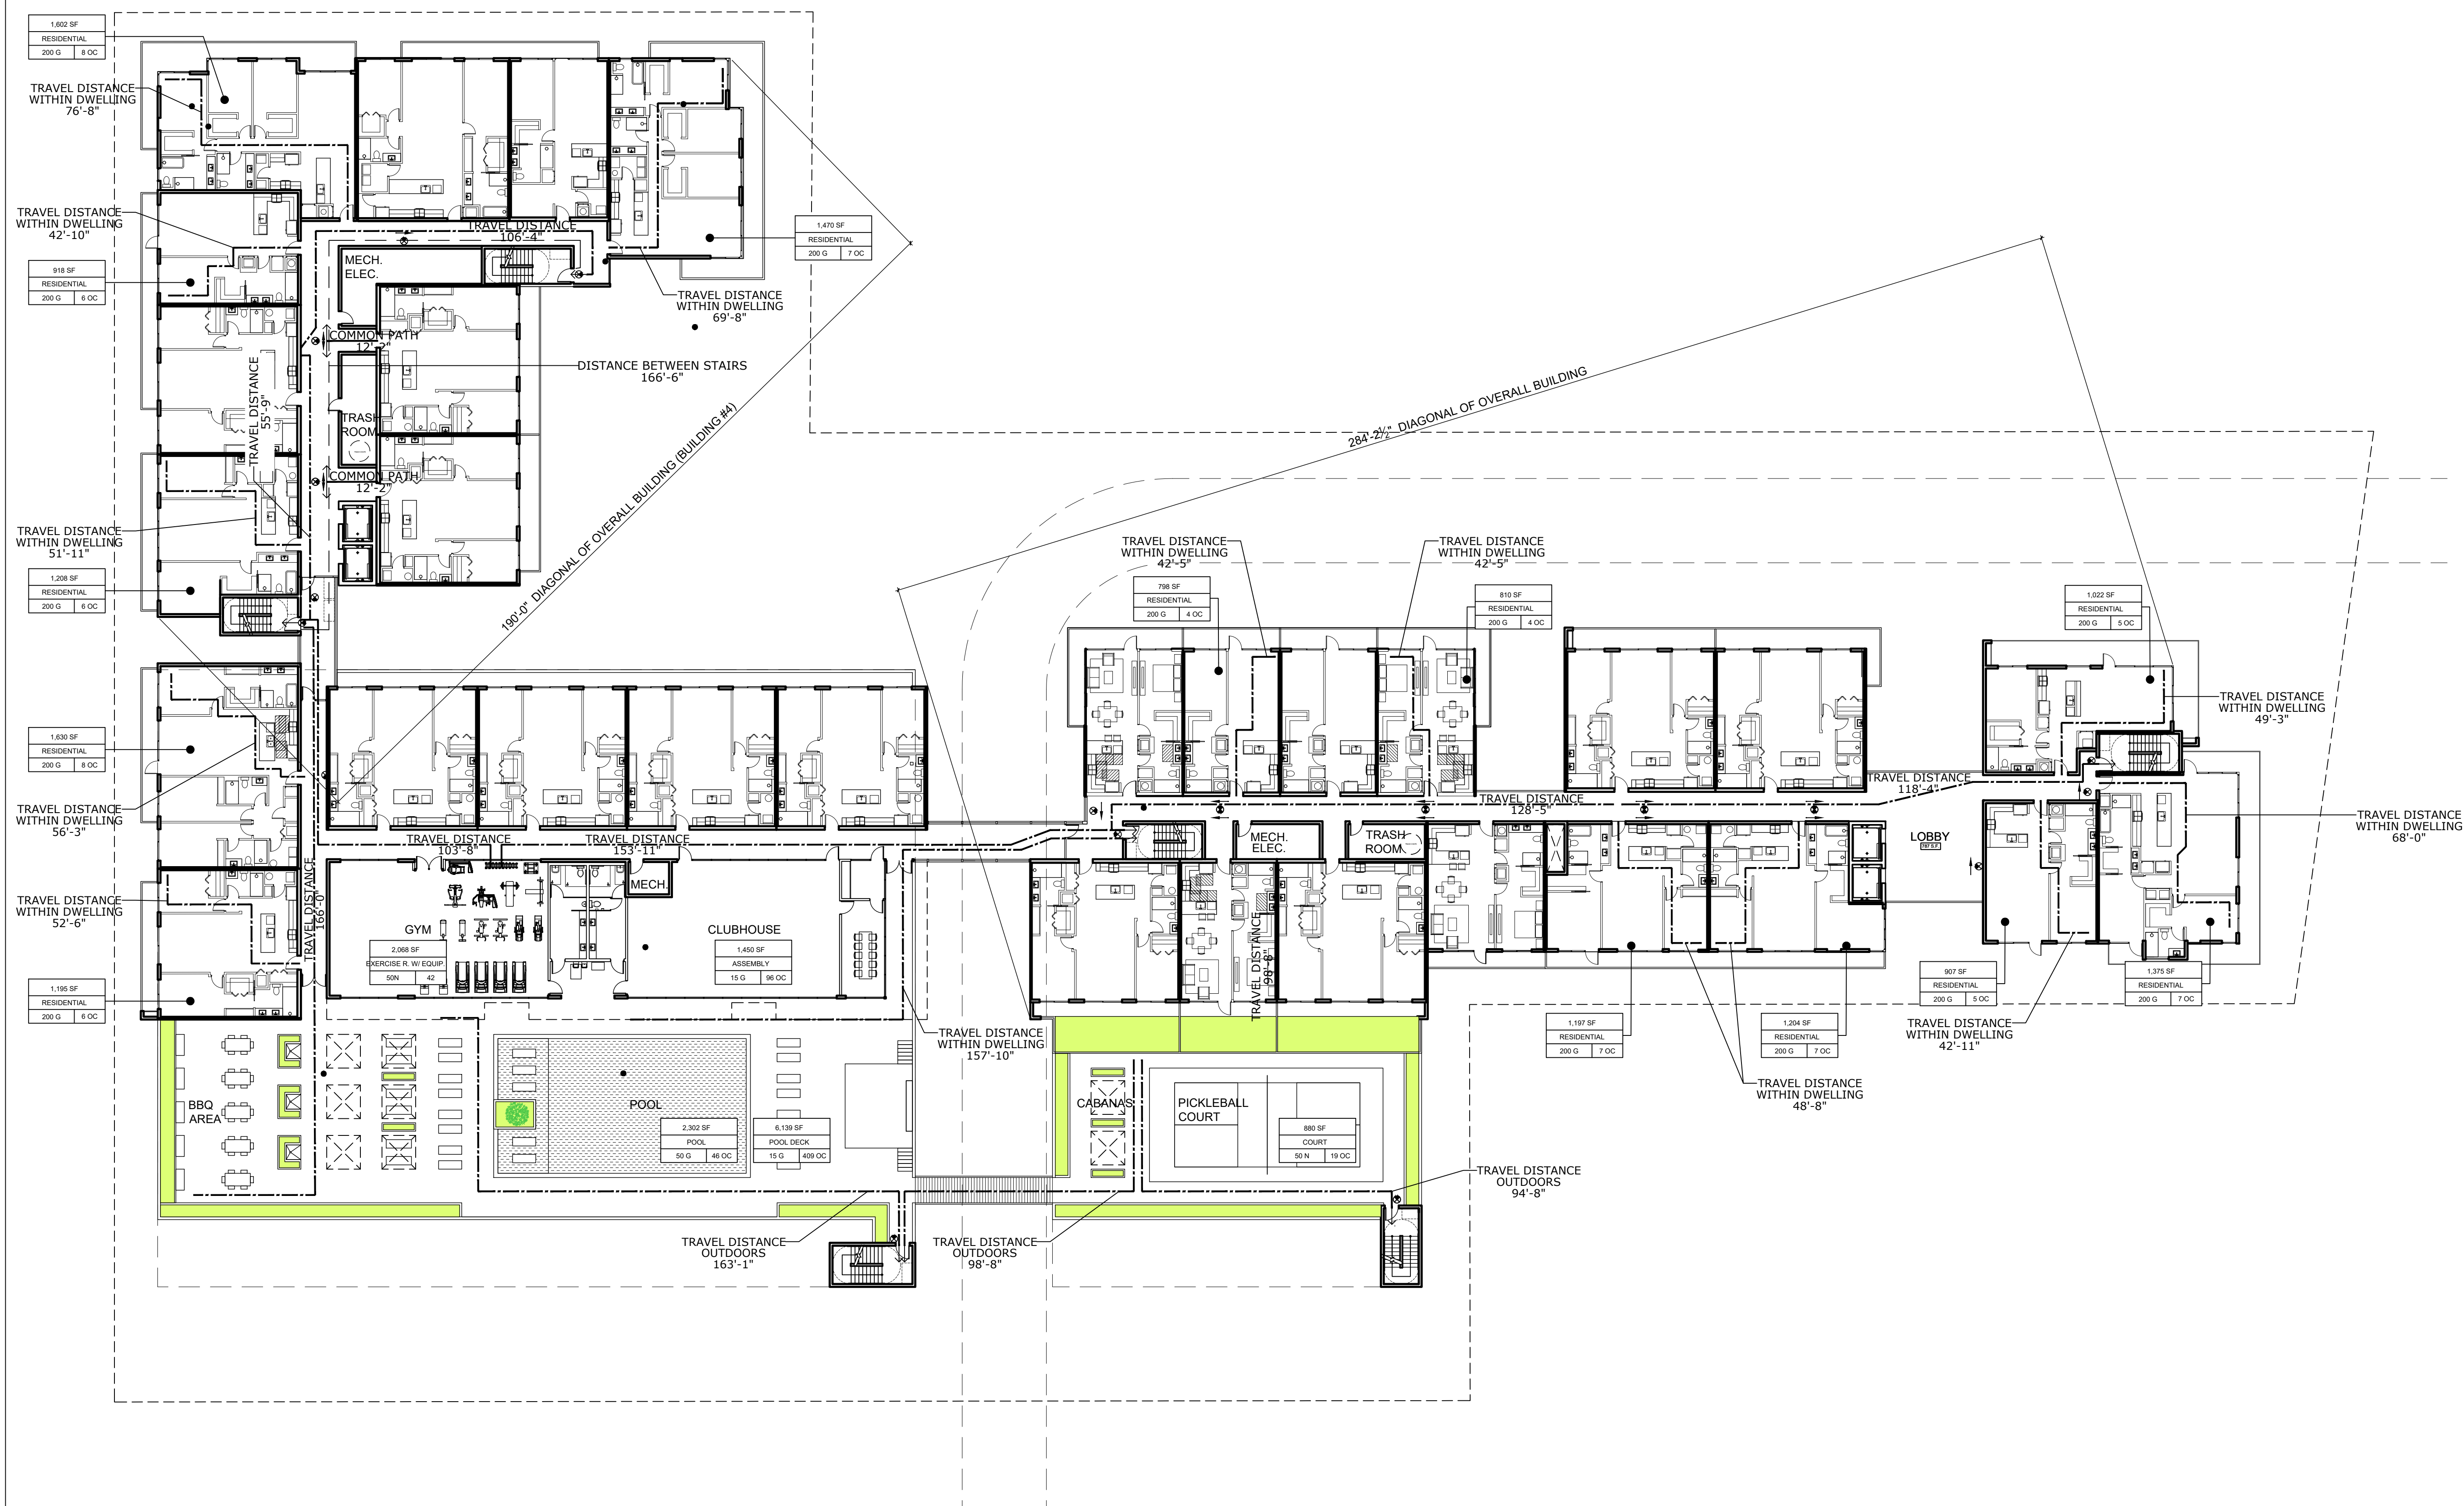 1,602 SF
RESIDENTIAL
200 G 8 OC
TRAVEL DISTANCE
WITHIN DWELLING
76'-8"
TRAVEL DISTANCE
WITHIN DWELLING
42'-10"
918 SF
RESIDENTIAL
200 G 6 OC
TRAVEL DISTANCE
106'-4"
MECH.
ELEC.
1,470 SF
RESIDENTIAL
200 G 7 OC
TRAVEL DISTANCE
WITHIN DWELLING
69'-8"
COMMON PATH
12'-2"
DISTANCE BETWEEN STAIRS
166'-6"
TRAVEL DISTANCE
55'-9"
TRASH
ROOM
COMMON PATH
12'-2"
190'-0" DIAGONAL OF OVERALL BUILDING (BUILDING #4)
284'-2½" DIAGONAL OF OVERALL BUILDING
TRAVEL DISTANCE
WITHIN DWELLING
51'-11"
1,208 SF
RESIDENTIAL
200 G 6 OC
TRAVEL DISTANCE
WITHIN DWELLING
42'-5"
TRAVEL DISTANCE
WITHIN DWELLING
42'-5"
798 SF
RESIDENTIAL
200 G 4 OC
810 SF
RESIDENTIAL
200 G 4 OC
1,022 SF
RESIDENTIAL
200 G 5 OC
TRAVEL DISTANCE
WITHIN DWELLING
49'-3"
1,630 SF
RESIDENTIAL
200 G 8 OC
TRAVEL DISTANCE
WITHIN DWELLING
56'-3"
TRAVEL DISTANCE
103'-8"
TRAVEL DISTANCE
153'-11"
TRAVEL DISTANCE
128'-5"
TRAVEL DISTANCE
118'-4"
TRAVEL DISTANCE
WITHIN DWELLING
68'-0"
MECH.
ELEC.
TRASH
ROOM
LOBBY
787 S.F.
MECH.
TRAVEL DISTANCE
166'-0"
TRAVEL DISTANCE
WITHIN DWELLING
52'-6"
GYM
2,068 SF
EXERCISE R. W/ EQUIP.
50N 42
CLUBHOUSE
1,450 SF
ASSEMBLY
15 G 96 OC
TRAVEL DISTANCE
98'-8"
1,195 SF
RESIDENTIAL
200 G 6 OC
907 SF
RESIDENTIAL
200 G 5 OC
1,375 SF
RESIDENTIAL
200 G 7 OC
TRAVEL DISTANCE
WITHIN DWELLING
157'-10"
1,197 SF
RESIDENTIAL
200 G 7 OC
1,204 SF
RESIDENTIAL
200 G 7 OC
TRAVEL DISTANCE
WITHIN DWELLING
42'-11"
TRAVEL DISTANCE
WITHIN DWELLING
48'-8"
BBQ
AREA
POOL
2,302 SF
POOL
50 G 46 OC
6,139 SF
POOL DECK
15 G 409 OC
CABANAS
PICKLEBALL
COURT
880 SF
COURT
50 N 19 OC
TRAVEL DISTANCE
OUTDOORS
94'-8"
TRAVEL DISTANCE
OUTDOORS
163'-1"
TRAVEL DISTANCE
OUTDOORS
98'-8"